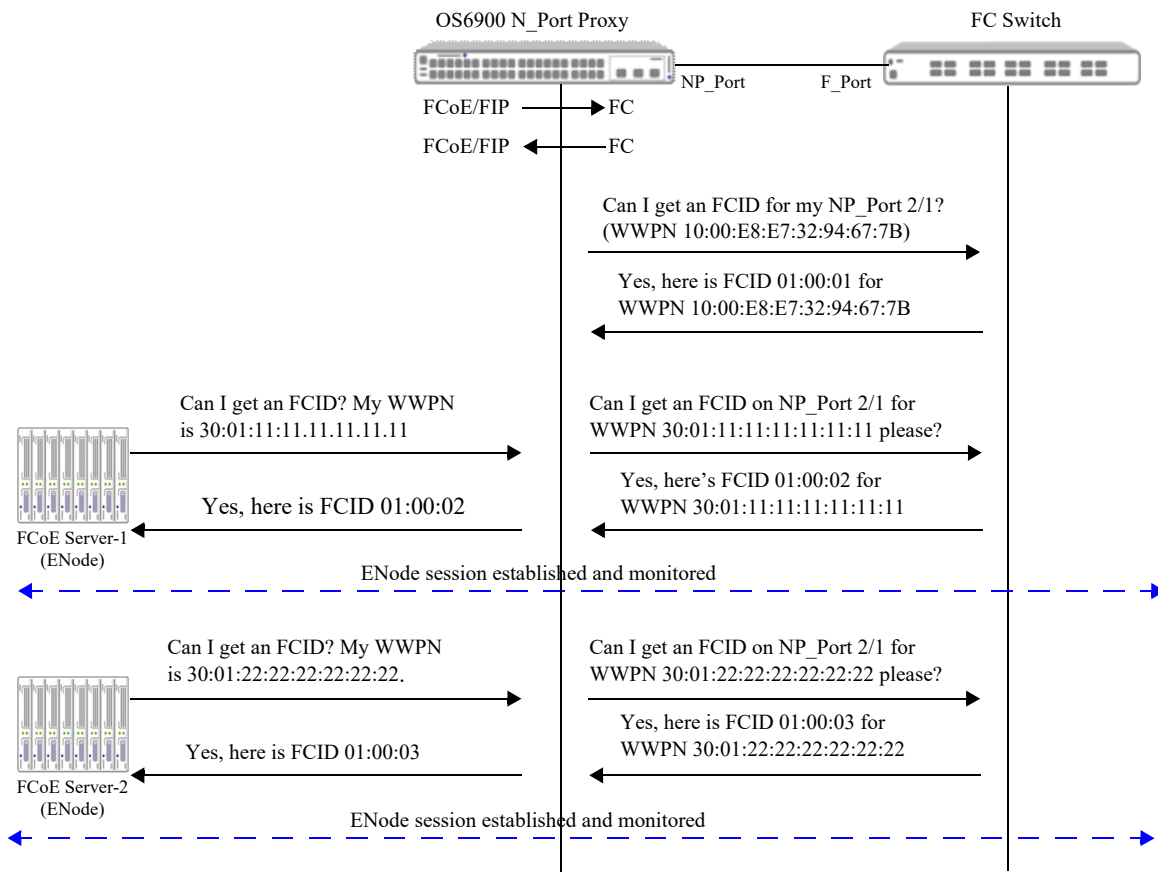 OS6900 N_Port Proxy
FC Switch
NP_Port
F_Port
FCoE/FIP
FC
FCoE/FIP
FC
Can I get an FCID for my NP_Port 2/1?
(WWPN 10:00:E8:E7:32:94:67:7B)
Yes, here is FCID 01:00:01 for
WWPN 10:00:E8:E7:32:94:67:7B
Can I get an FCID? My WWPN
is 30:01:11:11.11.11.11.11
Can I get an FCID on NP_Port 2/1 for
WWPN 30:01:11:11:11:11:11:11 please?
Yes, here is FCID 01:00:02
Yes, here’s FCID 01:00:02 for
WWPN 30:01:11:11:11:11:11:11
FCoE Server-1
(ENode)
ENode session established and monitored
Can I get an FCID? My WWPN
is 30:01:22:22:22:22:22:22.
Can I get an FCID on NP_Port 2/1 for
WWPN 30:01:22:22:22:22:22:22 please?
Yes, here is FCID 01:00:03
Yes, here is FCID 01:00:03 for
WWPN 30:01:22:22:22:22:22:22
FCoE Server-2
(ENode)
ENode session established and monitored